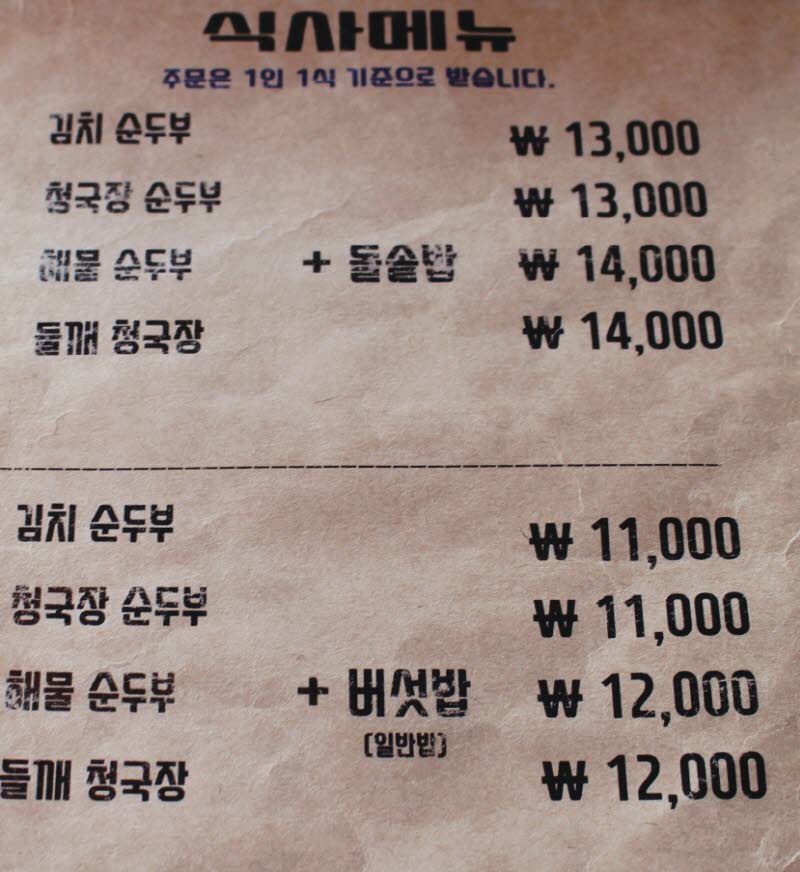 식사메뉴
주문은 1인 1식 기준으로 받습니다.
김치 순두부 ₩ 13,000
청국장 순두부 ₩ 13,000
해물 순두부 + 돌솥밥 ₩ 14,000
들깨 청국장 ₩ 14,000
김치 순두부 ₩ 11,000
청국장 순두부 ₩ 11,000
해물 순두부 + 버섯밥 ₩ 12,000
(일반밥)
들깨 청국장 ₩ 12,000